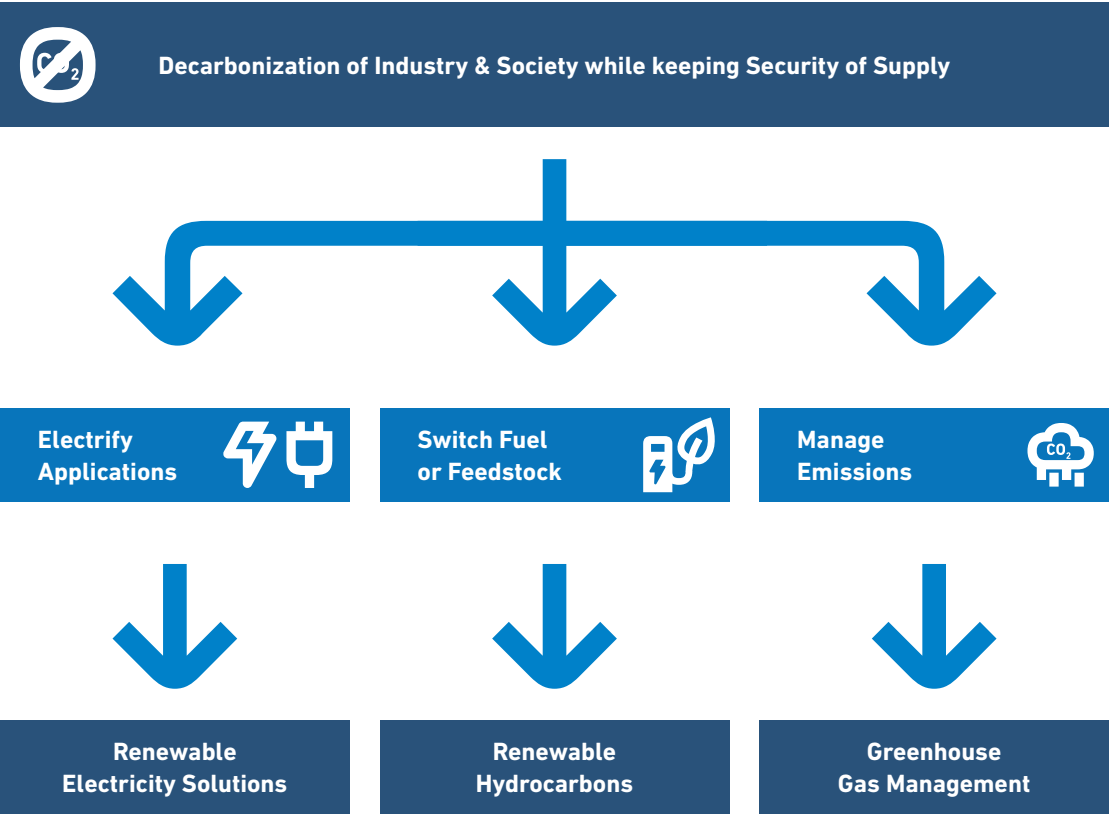 CO2
Decarbonization of Industry & Society while keeping Security of Supply
Electrify
Applications
Switch Fuel
or Feedstock
Manage
Emissions
CO2
Renewable
Electricity Solutions
Renewable
Hydrocarbons
Greenhouse
Gas Management